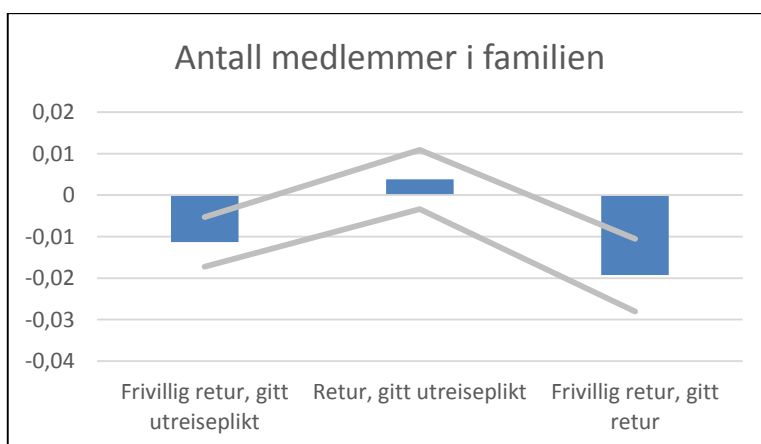 Antall medlemmer i familien
0,02
0,01
0
-0,01
-0,02
-0,03
-0,04
Frivillig retur, gitt
utreiseplikt
Retur, gitt utreiseplikt
Frivillig retur, gitt
retur